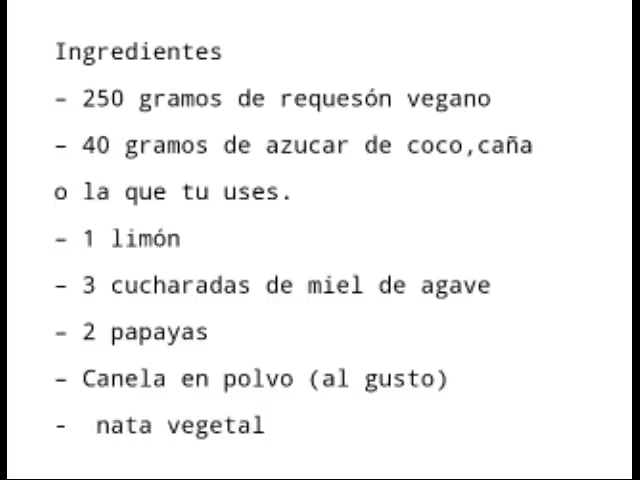 Ingredientes
– 250 gramos de requesón vegano
– 40 gramos de azucar de coco,caña
o la que tu uses.
– 1 limón
– 3 cucharadas de miel de agave
– 2 papayas
– Canela en polvo (al gusto)
- nata vegetal